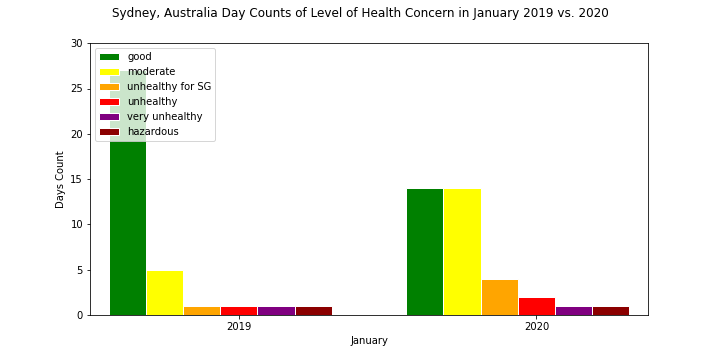 Sydney, Australia Day Counts of Level of Health Concern in January 2019 vs. 2020
30
25
20
15
10
5
0
Days Count
good
moderate
unhealthy for SG
unhealthy
very unhealthy
hazardous
2019
2020
January